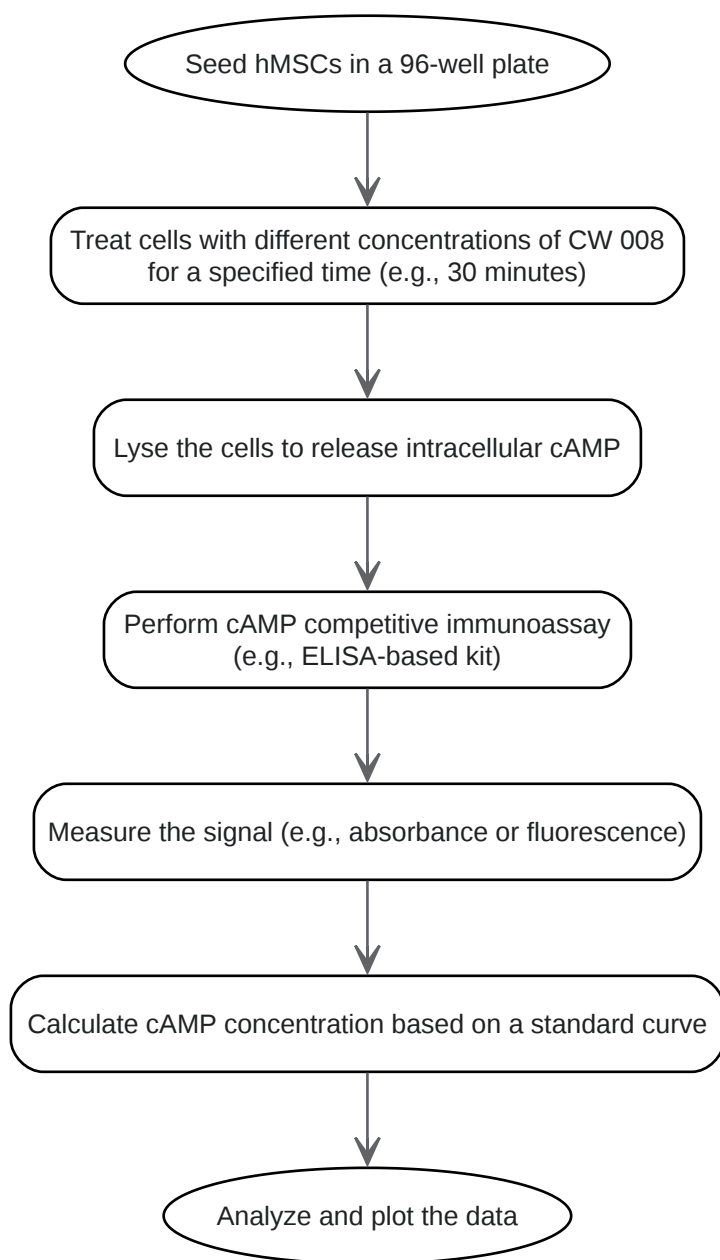 Seed hMSCs in a 96-well plate
Treat cells with different concentrations of CW 008
for a specified time (e.g., 30 minutes)
Lyse the cells to release intracellular cAMP
Perform cAMP competitive immunoassay
(e.g., ELISA-based kit)
Measure the signal (e.g., absorbance or fluorescence)
Calculate cAMP concentration based on a standard curve
Analyze and plot the data